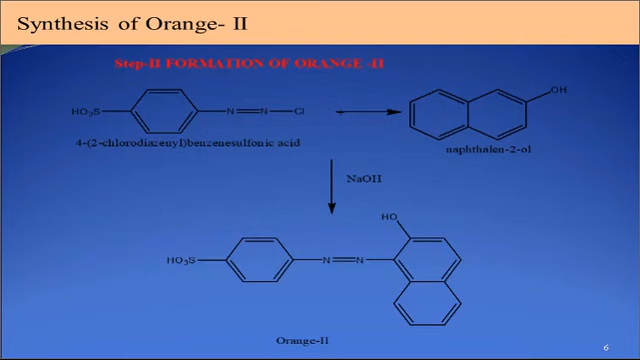 Synthesis of Orange- II
Step-II FORMATION OF ORANGE -II
HO₃S N N Cl OH
4-(2-chlorodiazenyl)benzenesulfonic acid
naphthalen-2-ol
NaOH
HO
HO₃S N N
Orange-II
6